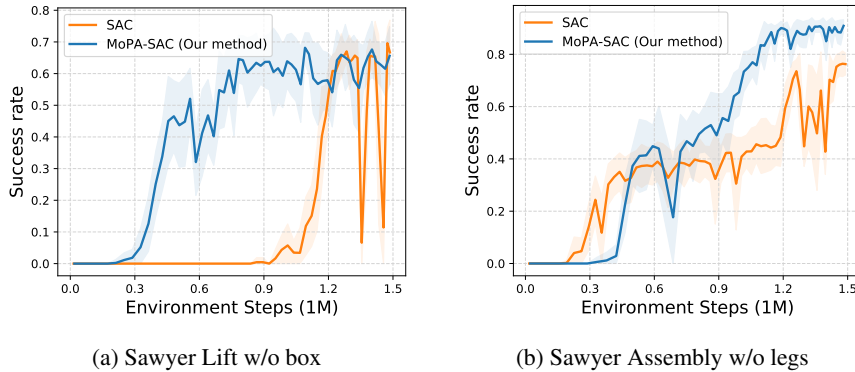 SAC
MoPA-SAC (Our method)
Success rate
0.7
0.6
0.5
0.4
0.3
0.2
0.1
0.0
0.0 0.3 0.6 0.9 1.2 1.5
Environment Steps (1M)
(a) Sawyer Lift w/o box
SAC
MoPA-SAC (Our method)
Success rate
0.8
0.6
0.4
0.2
0.0
0.0 0.3 0.6 0.9 1.2 1.5
Environment Steps (1M)
(b) Sawyer Assembly w/o legs